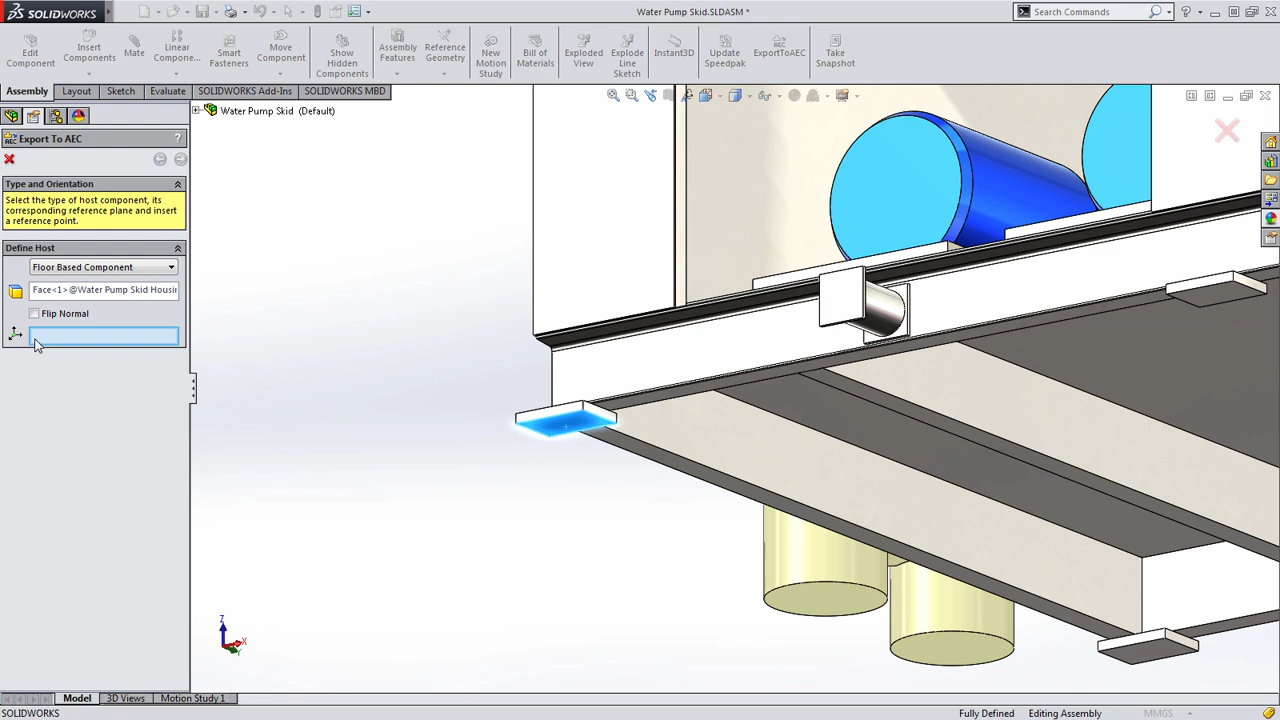 SOLIDWORKS
Water Pump Skid.SLDASM *
Search Commands
?
Edit
Component
Insert
Components
Mate
Linear
Compone...
Smart
Fasteners
Move
Component
Show
Hidden
Components
Assembly
Features
Reference
Geometry
New
Motion
Study
Bill of
Materials
Exploded
View
Explode
Line
Sketch
Instant3D
Update
Speedpak
AEC
ExportToAEC
Take
Snapshot
Assembly
Layout
Sketch
Evaluate
SOLIDWORKS Add-Ins
SOLIDWORKS MBD
Water Pump Skid (Default)
AEC
Export To AEC
?
Type and Orientation
Select the type of host component, its
corresponding reference plane and insert
a reference point.
Define Host
Floor Based Component
Face<1>@Water Pump Skid Housin
Flip Normal
Z
X
Y
Model
3D Views
Motion Study 1
SOLIDWORKS
Fully Defined
Editing Assembly
MMGS